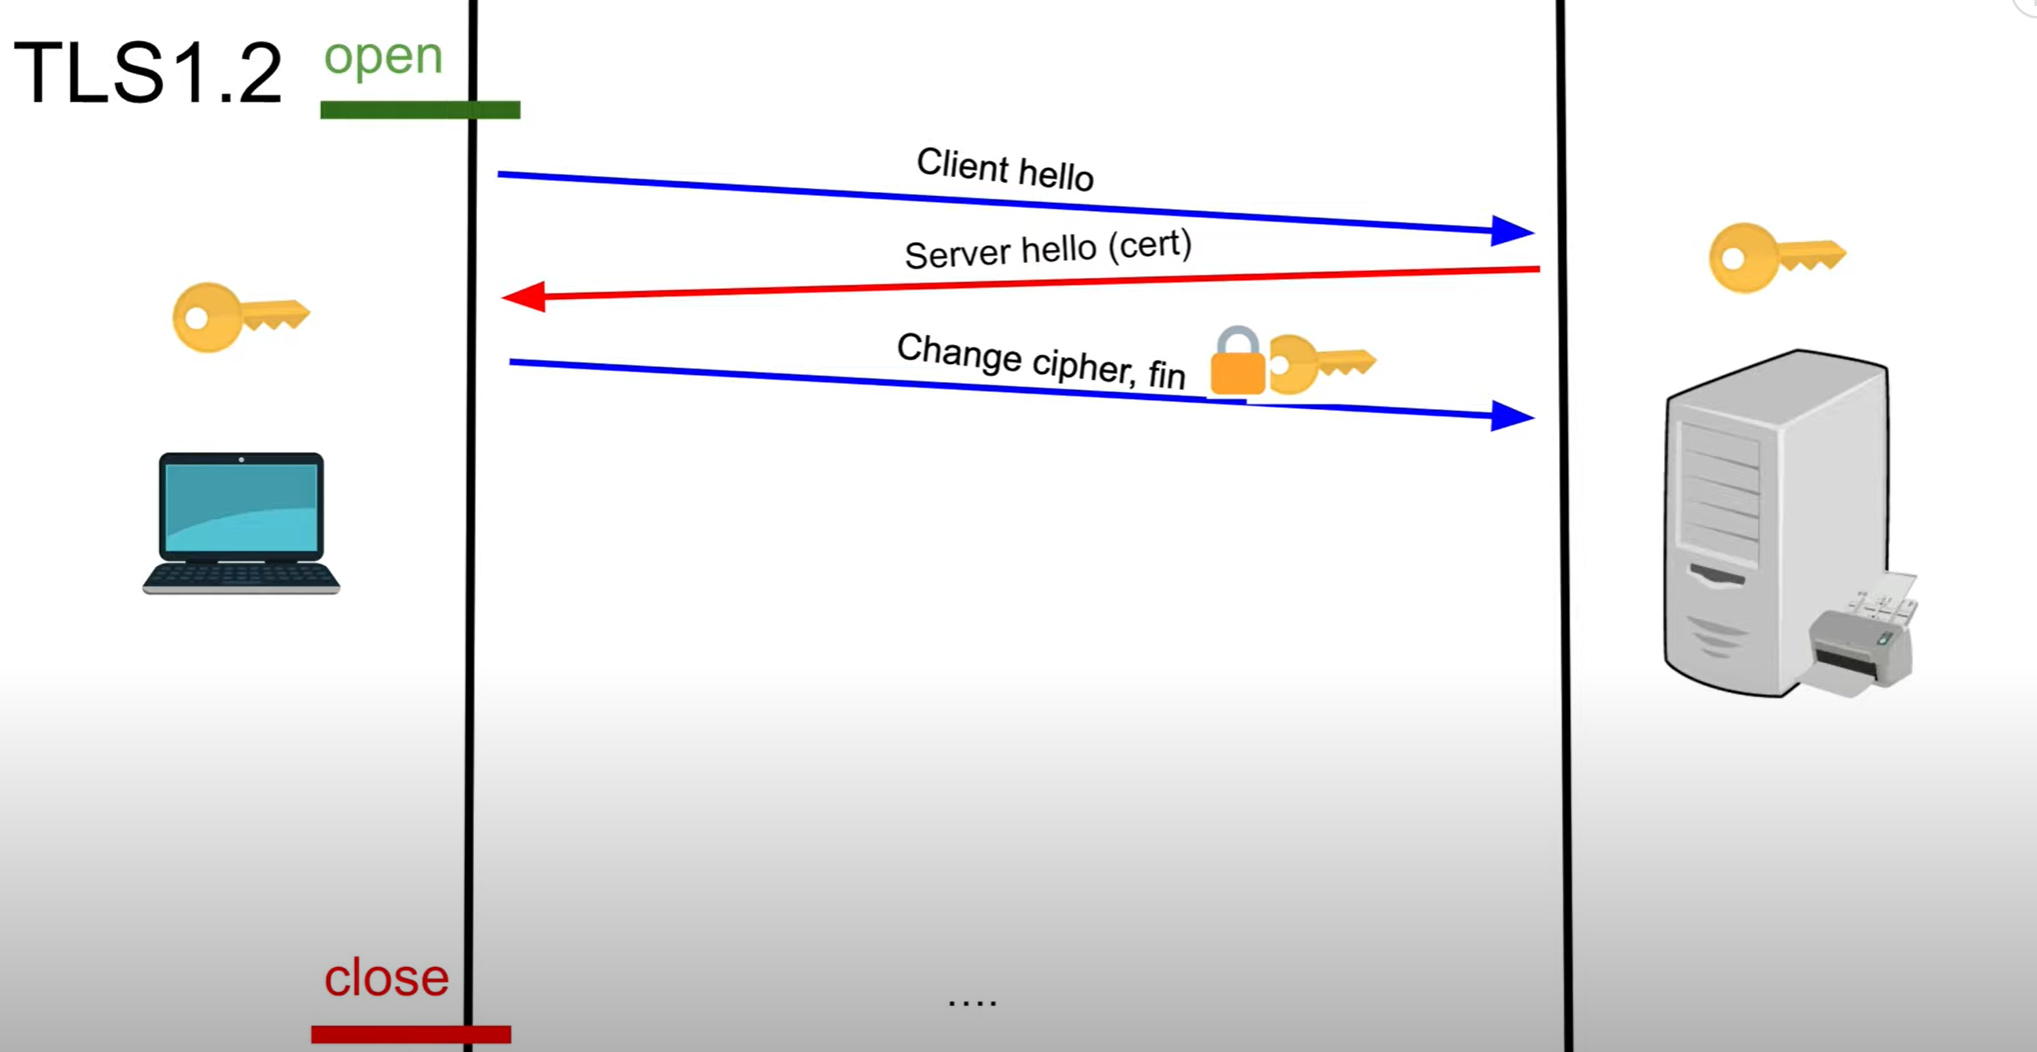 TLS1.2
open
Client hello
Server hello (cert)
Change cipher, fin
close
....